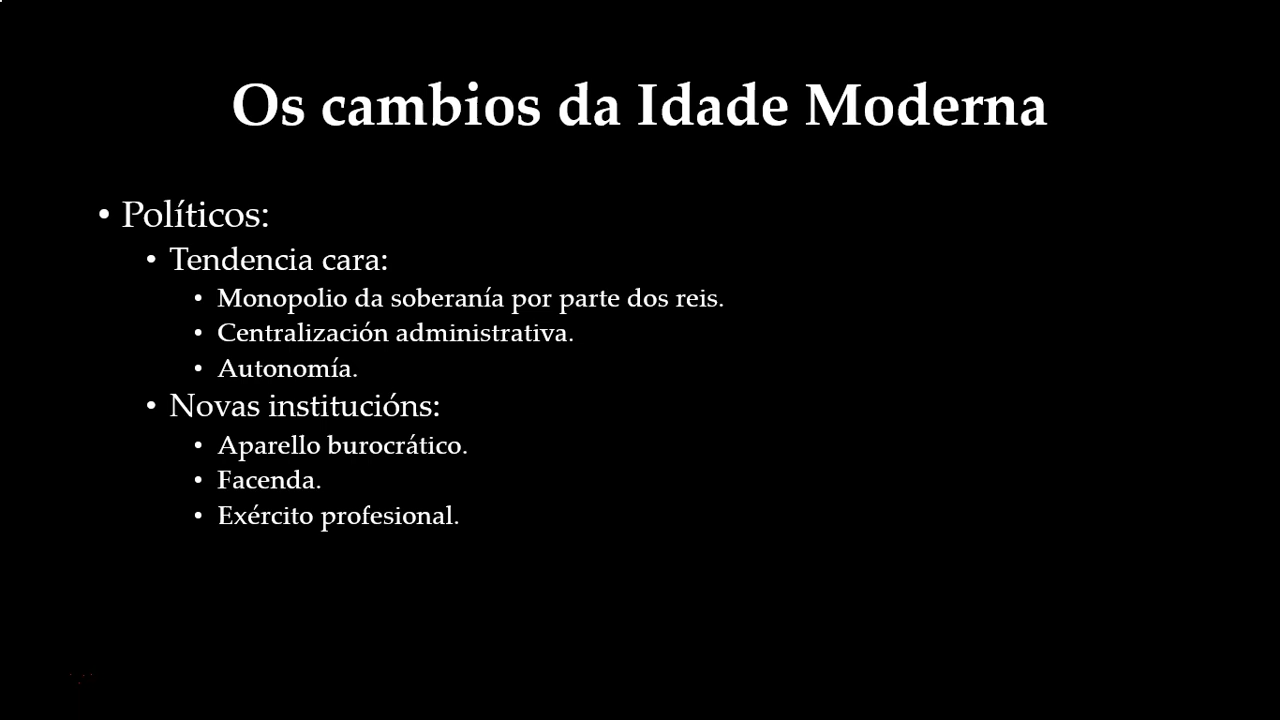 Os cambios da Idade Moderna
• Políticos:
• Tendencia cara:
• Monopolio da soberanía por parte dos reis.
• Centralización administrativa.
• Autonomía.
• Novas institucións:
• Aparello burocrático.
• Facenda.
• Exército profesional.